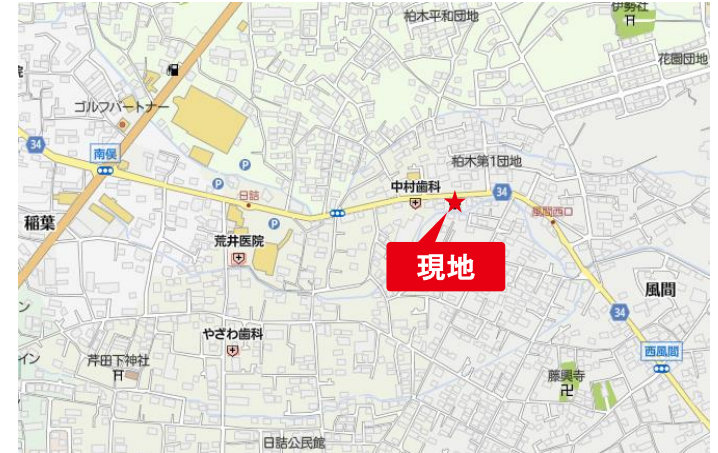 柏木平和団地
伊勢社
花園団地
ゴルフパートナー
34
南俣
P
柏木第1団地
中村歯科
34
P
日詰
P
風間西口
稲葉
荒井医院
現地
風間
34
やざわ歯科
西風間
芹田下神社
藤興寺
日詰公民館